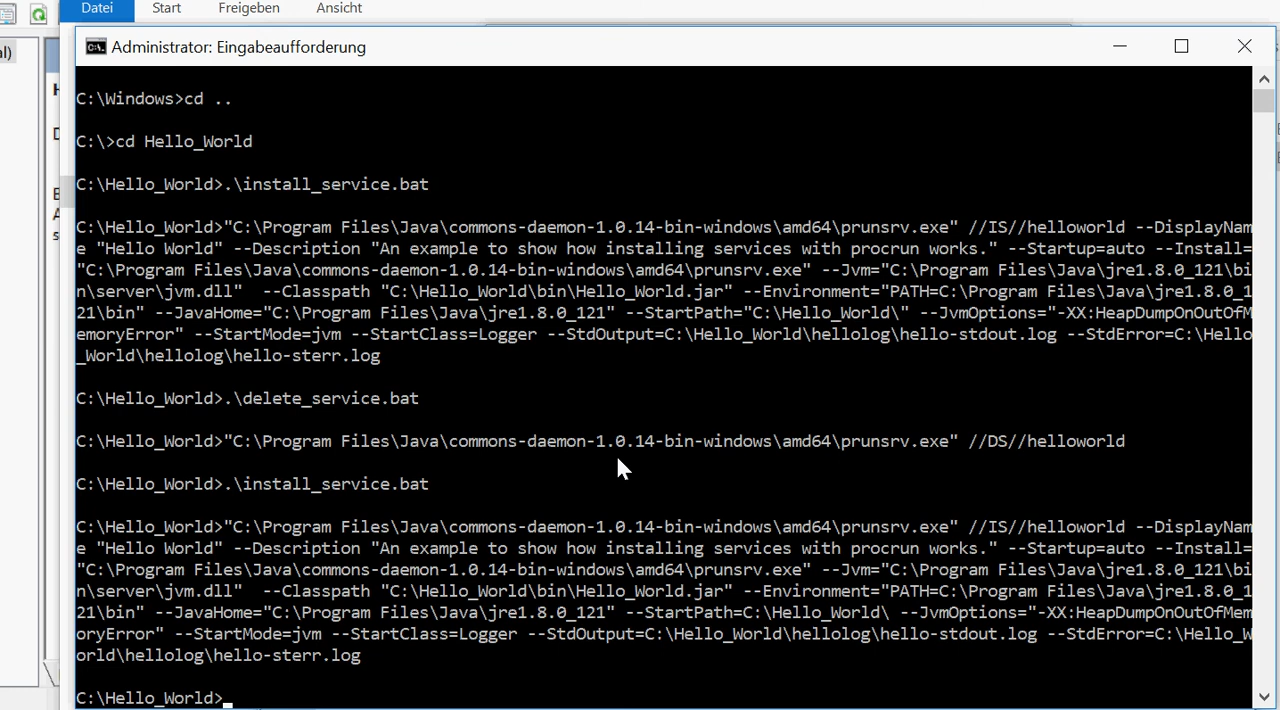 Datei Start Freigeben Ansicht
Administrator: Eingabeaufforderung
C:\Windows>cd ..
C:\>cd Hello_World
C:\Hello_World>.\install_service.bat
C:\Hello_World>"C:\Program Files\Java\commons-daemon-1.0.14-bin-windows\amd64\prunsrv.exe" //IS//helloworld --DisplayNam
e "Hello World" --Description "An example to show how installing services with procrun works." --Startup=auto --Install=
"C:\Program Files\Java\commons-daemon-1.0.14-bin-windows\amd64\prunsrv.exe" --Jvm="C:\Program Files\Java\jre1.8.0_121\bi
n\server\jvm.dll"  --Classpath "C:\Hello_World\bin\Hello_World.jar" --Environment="PATH=C:\Program Files\Java\jre1.8.0_1
21\bin" --JavaHome="C:\Program Files\Java\jre1.8.0_121" --StartPath="C:\Hello_World\" --JvmOptions="-XX:HeapDumpOnOutOfM
emoryError" --StartMode=jvm --StartClass=Logger --StdOutput=C:\Hello_World\hellolog\hello-stdout.log --StdError=C:\Hello
_World\hellolog\hello-sterr.log
C:\Hello_World>.\delete_service.bat
C:\Hello_World>"C:\Program Files\Java\commons-daemon-1.0.14-bin-windows\amd64\prunsrv.exe" //DS//helloworld
C:\Hello_World>.\install_service.bat
C:\Hello_World>"C:\Program Files\Java\commons-daemon-1.0.14-bin-windows\amd64\prunsrv.exe" //IS//helloworld --DisplayNam
e "Hello World" --Description "An example to show how installing services with procrun works." --Startup=auto --Install=
"C:\Program Files\Java\commons-daemon-1.0.14-bin-windows\amd64\prunsrv.exe" --Jvm="C:\Program Files\Java\jre1.8.0_121\bi
n\server\jvm.dll"  --Classpath "C:\Hello_World\bin\Hello_World.jar" --Environment="PATH=C:\Program Files\Java\jre1.8.0_1
21\bin" --JavaHome="C:\Program Files\Java\jre1.8.0_121" --StartPath=C:\Hello_World\ --JvmOptions="-XX:HeapDumpOnOutOfMem
oryError" --StartMode=jvm --StartClass=Logger --StdOutput=C:\Hello_World\hellolog\hello-stdout.log --StdError=C:\Hello_W
orld\hellolog\hello-sterr.log
C:\Hello_World>